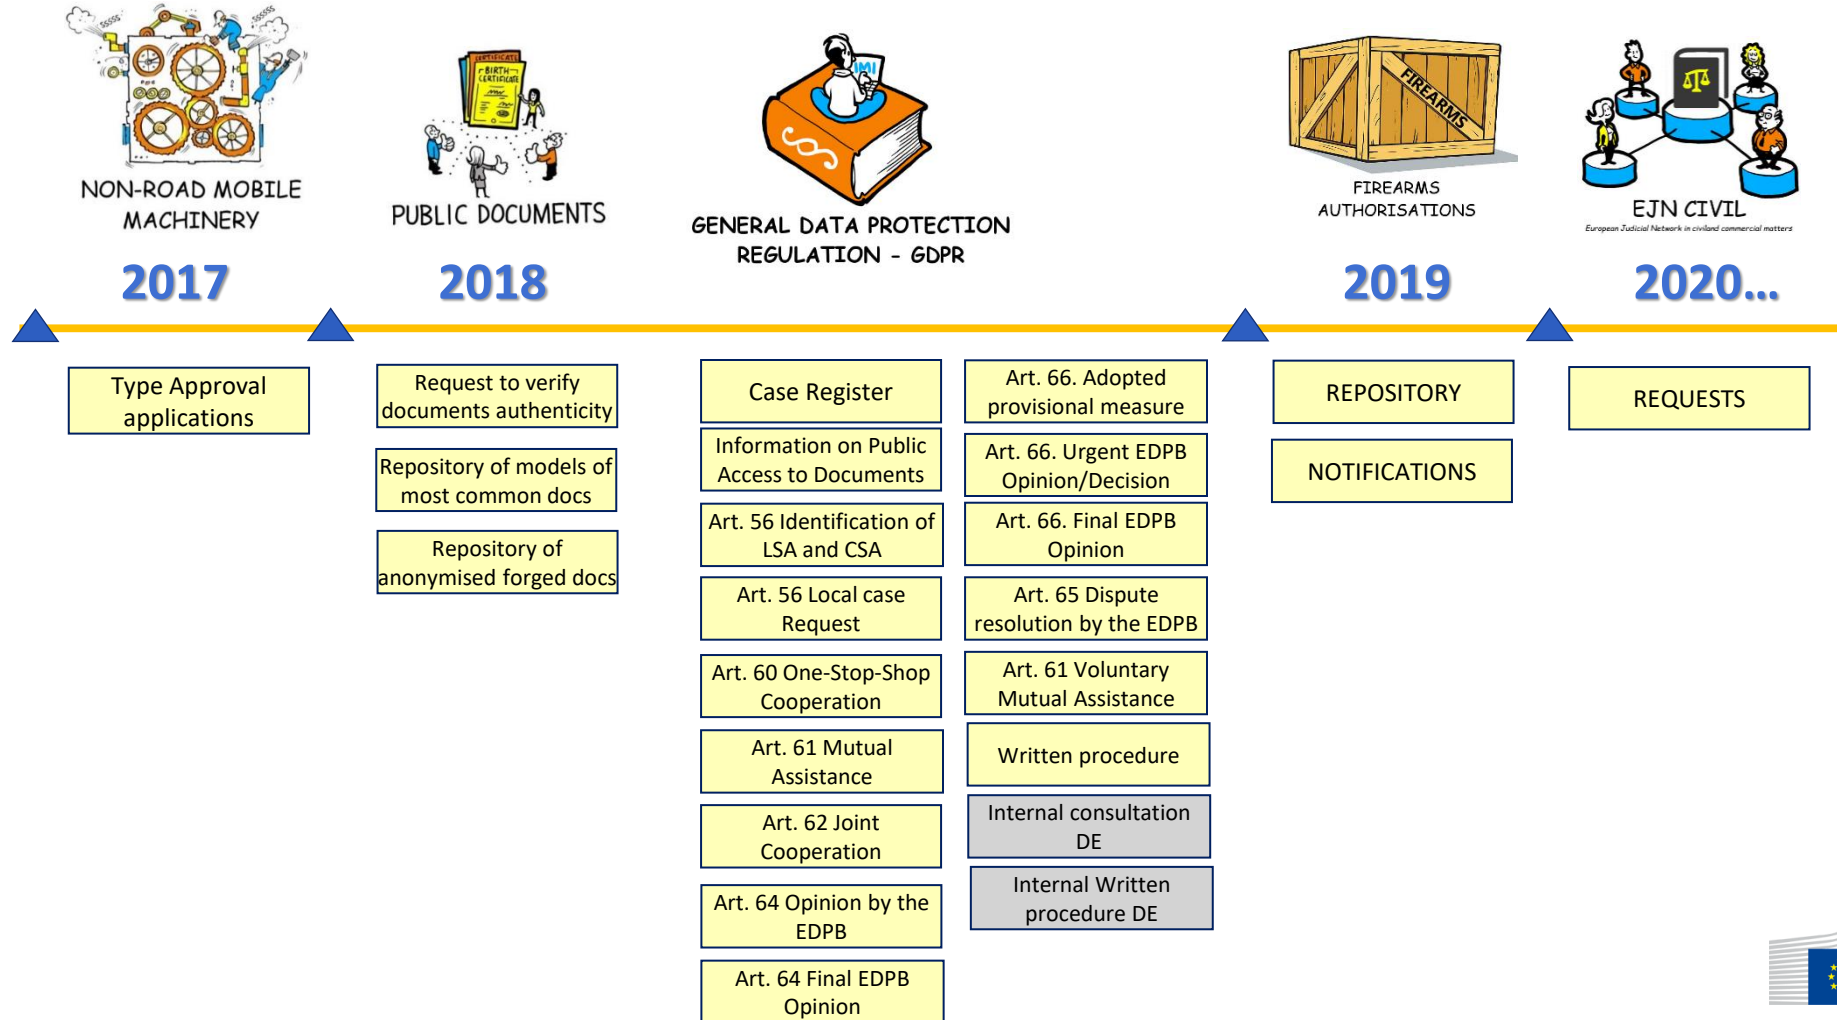 CERTIFICATE
BIRTH
CERTIFICATE
IMI
FIREARMS
NON-ROAD MOBILE
MACHINERY
PUBLIC DOCUMENTS
GENERAL DATA PROTECTION
REGULATION - GDPR
FIREARMS
AUTHORISATIONS
EJN CIVIL
European Judicial Network in civiland commercial matters
2017
2018
2019
2020...
Type Approval
applications
Request to verify
documents authenticity
Repository of models of
most common docs
Repository of
anonymised forged docs
Case Register
Information on Public
Access to Documents
Art. 56 Identification of
LSA and CSA
Art. 56 Local case
Request
Art. 60 One-Stop-Shop
Cooperation
Art. 61 Mutual
Assistance
Art. 62 Joint
Cooperation
Art. 64 Opinion by the
EDPB
Art. 64 Final EDPB
Opinion
Art. 66. Adopted
provisional measure
Art. 66. Urgent EDPB
Opinion/Decision
Art. 66. Final EDPB
Opinion
Art. 65 Dispute
resolution by the EDPB
Art. 61 Voluntary
Mutual Assistance
Written procedure
Internal consultation
DE
Internal Written
procedure DE
REPOSITORY
NOTIFICATIONS
REQUESTS